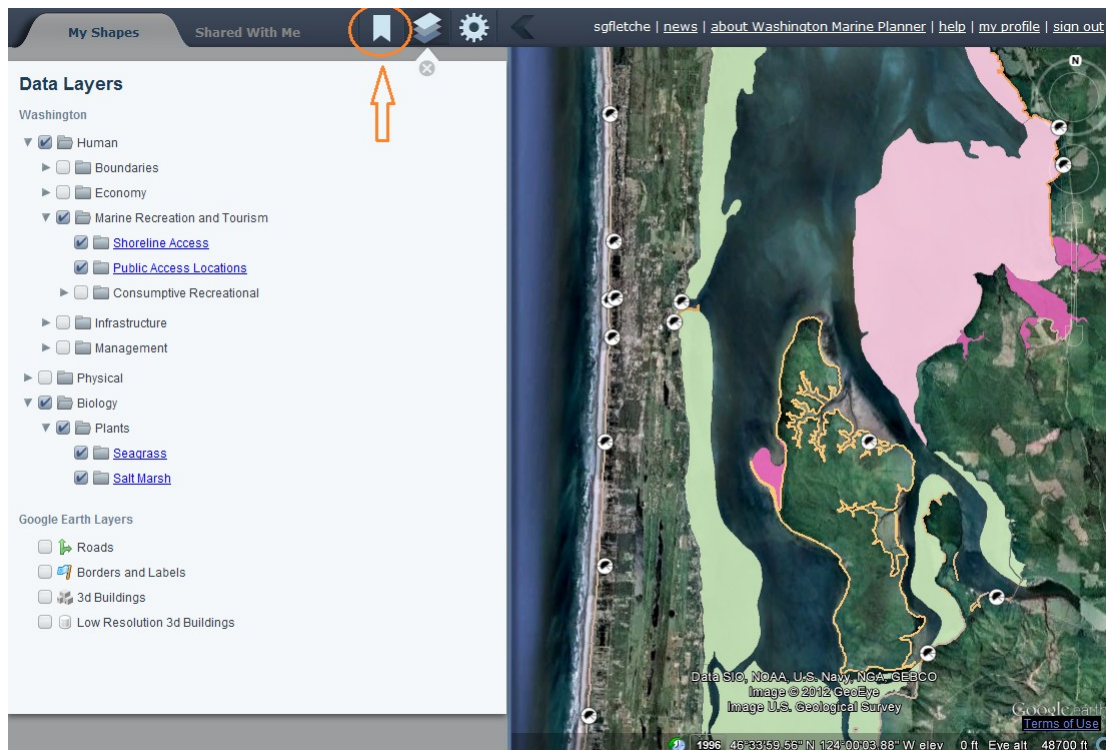 My Shapes
Shared With Me
sgfletche | news | about Washington Marine Planner | help | my profile | sign out
Data Layers
Washington
Human
Boundaries
Economy
Marine Recreation and Tourism
Shoreline Access
Public Access Locations
Consumptive Recreational
Infrastructure
Management
Physical
Biology
Plants
Seagrass
Salt Marsh
Google Earth Layers
Roads
Borders and Labels
3d Buildings
Low Resolution 3d Buildings
N
Data SIO, NOAA, U.S. Navy, NGA, GEBCO
Image © 2012 GeoEye
Image U.S. Geological Survey
Google earth
Terms of Use
1996 46°33'59.56" N 124°00'03.88" W elev 0 ft Eye alt 48700 ft